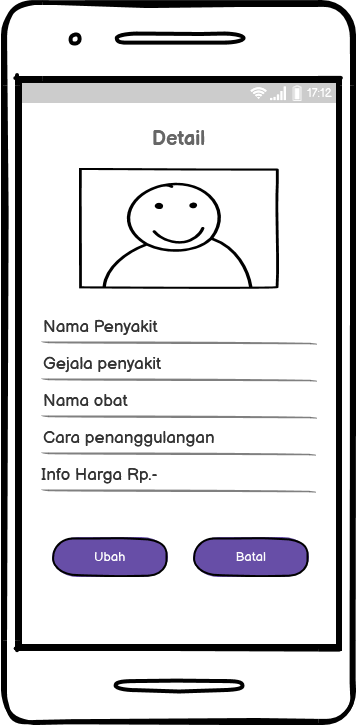 17:12
Detail
Nama Penyakit
Gejala penyakit
Nama obat
Cara penanggulangan
Info Harga Rp.-
Ubah
Batal